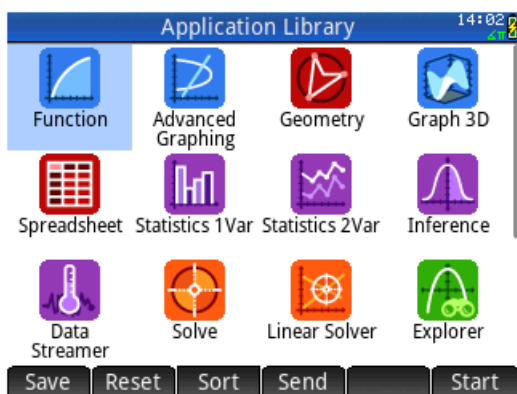 Application Library 14:02
Function Advanced Graphing Geometry Graph 3D
Spreadsheet Statistics 1Var Statistics 2Var Inference
Data Streamer Solve Linear Solver Explorer
Save Reset Sort Send Start